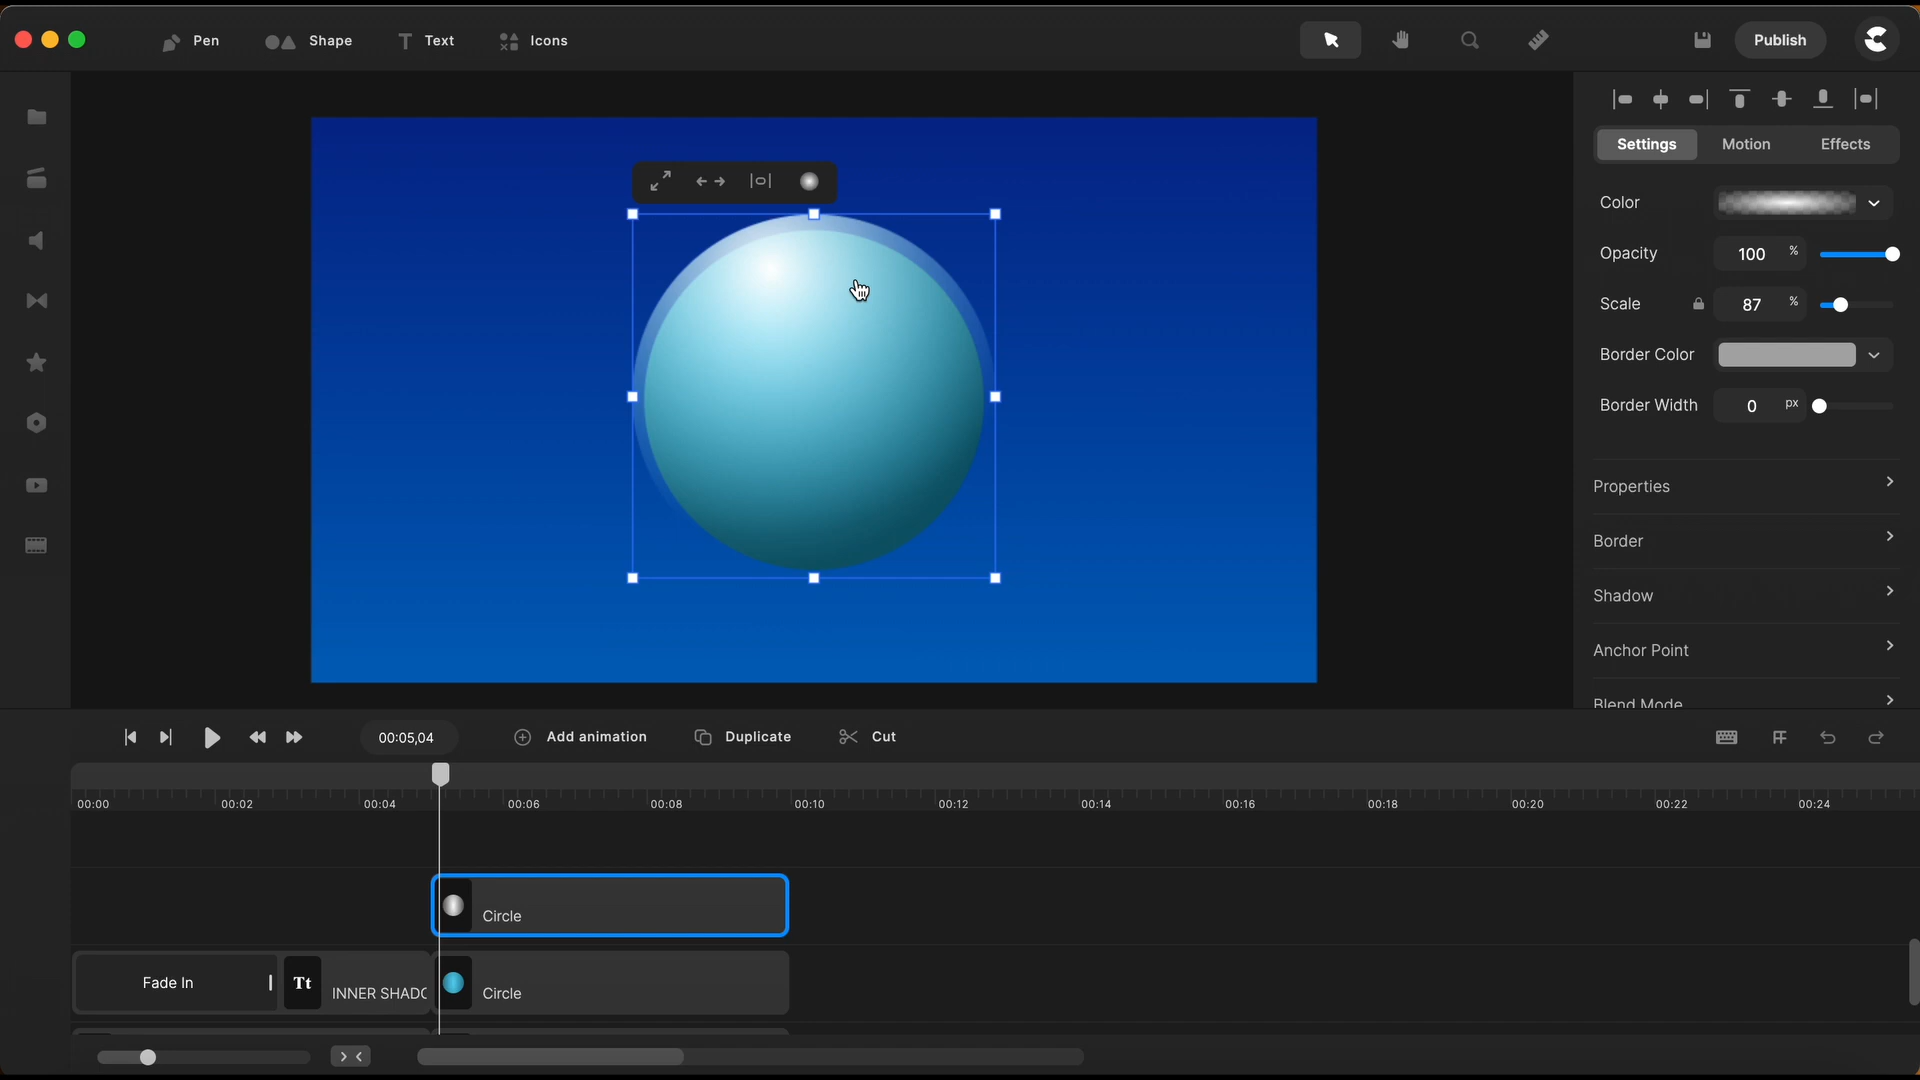 Pen
Shape
Text
Icons
Publish
Settings
Motion
Effects
Color
Opacity
100 %
Scale
87 %
Border Color
Border Width
0 px
Properties
Border
Shadow
Anchor Point
Blend Mode
00:05,04
Add animation
Duplicate
Cut
00:00
00:02
00:04
00:06
00:08
00:10
00:12
00:14
00:16
00:18
00:20
00:22
00:24
Circle
Fade In
Tt
INNER SHADO
Circle